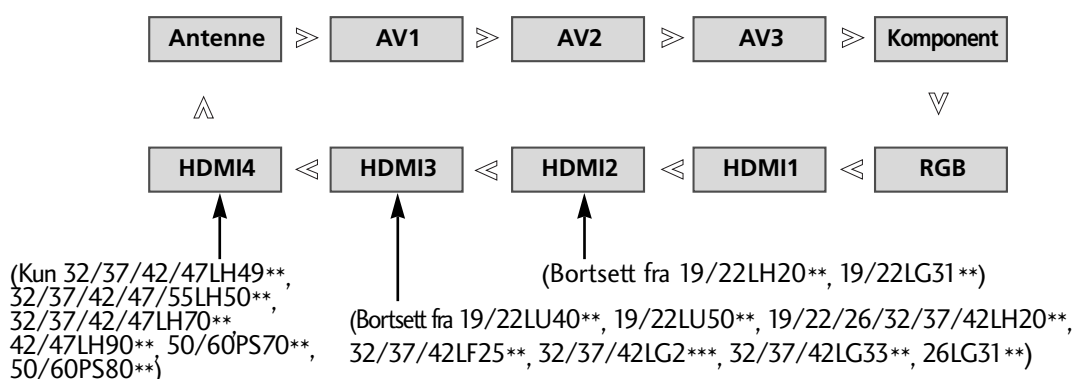 Antenne
AV1
AV2
AV3
Komponent
HDMI4
HDMI3
HDMI2
HDMI1
RGB
(Kun 32/37/42/47LH49**,
32/37/42/47/55LH50**,
32/37/42/47LH70**,
42/47LH90**, 50/60PS70**,
50/60PS80**)
(Bortsett fra 19/22LH20**, 19/22LG31**)
(Bortsett fra 19/22LU40**, 19/22LU50**, 19/22/26/32/37/42LH20**,
32/37/42LF25**, 32/37/42LG2***, 32/37/42LG33**, 26LG31**)